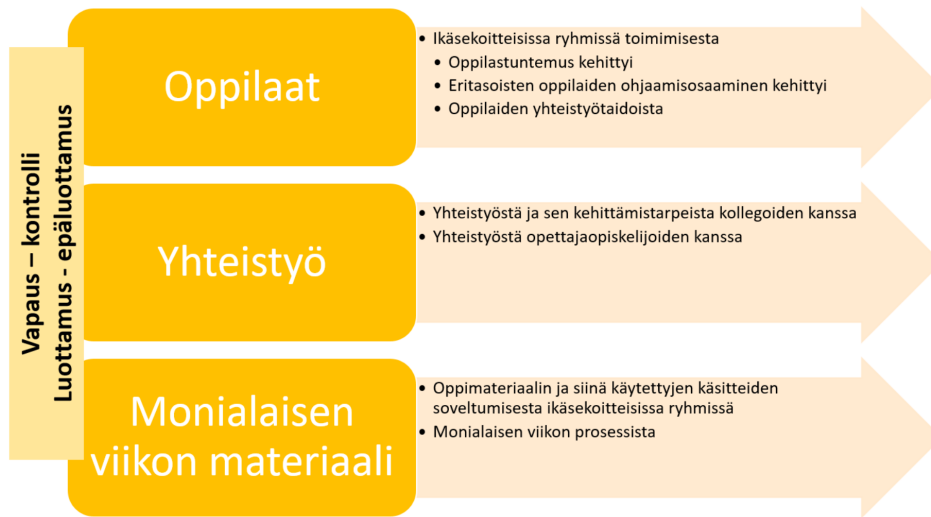 Vapaus – kontrolli
Luottamus - epäluottamus
Oppilaat
• Ikäsekoitteisissa ryhmissä toimimisesta
• Oppilastuntemus kehittyi
• Eritasoisten oppilaiden ohjaamisosaaminen kehittyi
• Oppilaiden yhteistyötaidoista
Yhteistyö
• Yhteistyöstä ja sen kehittämistarpeista kollegoiden kanssa
• Yhteistyöstä opettajaopiskelijoiden kanssa
Monialaisen
viikon materiaali
• Oppimateriaalin ja siinä käytettyjen käsitteiden
soveltumisesta ikäsekoitteisissa ryhmissä
• Monialaisen viikon prosessista